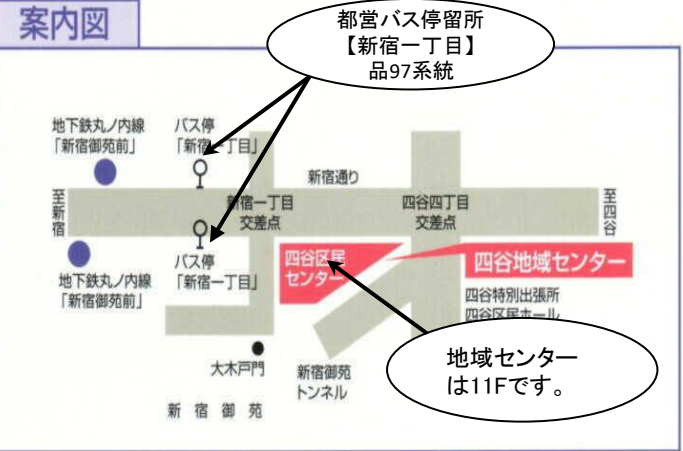 案内図
都営バス停留所
【新宿一丁目】
品97系統
地下鉄丸ノ内線
「新宿御苑前」
バス停
「新宿一丁目」
新宿通り
至新宿
新宿一丁目
交差点
四谷四丁目
交差点
至四谷
地下鉄丸ノ内線
「新宿御苑前」
バス停
「新宿一丁目」
四谷区民
センター
四谷地域センター
四谷特別出張所
四谷区民ホール
大木戸門
新宿御苑
トンネル
新宿御苑
地域センター
は11Fです。